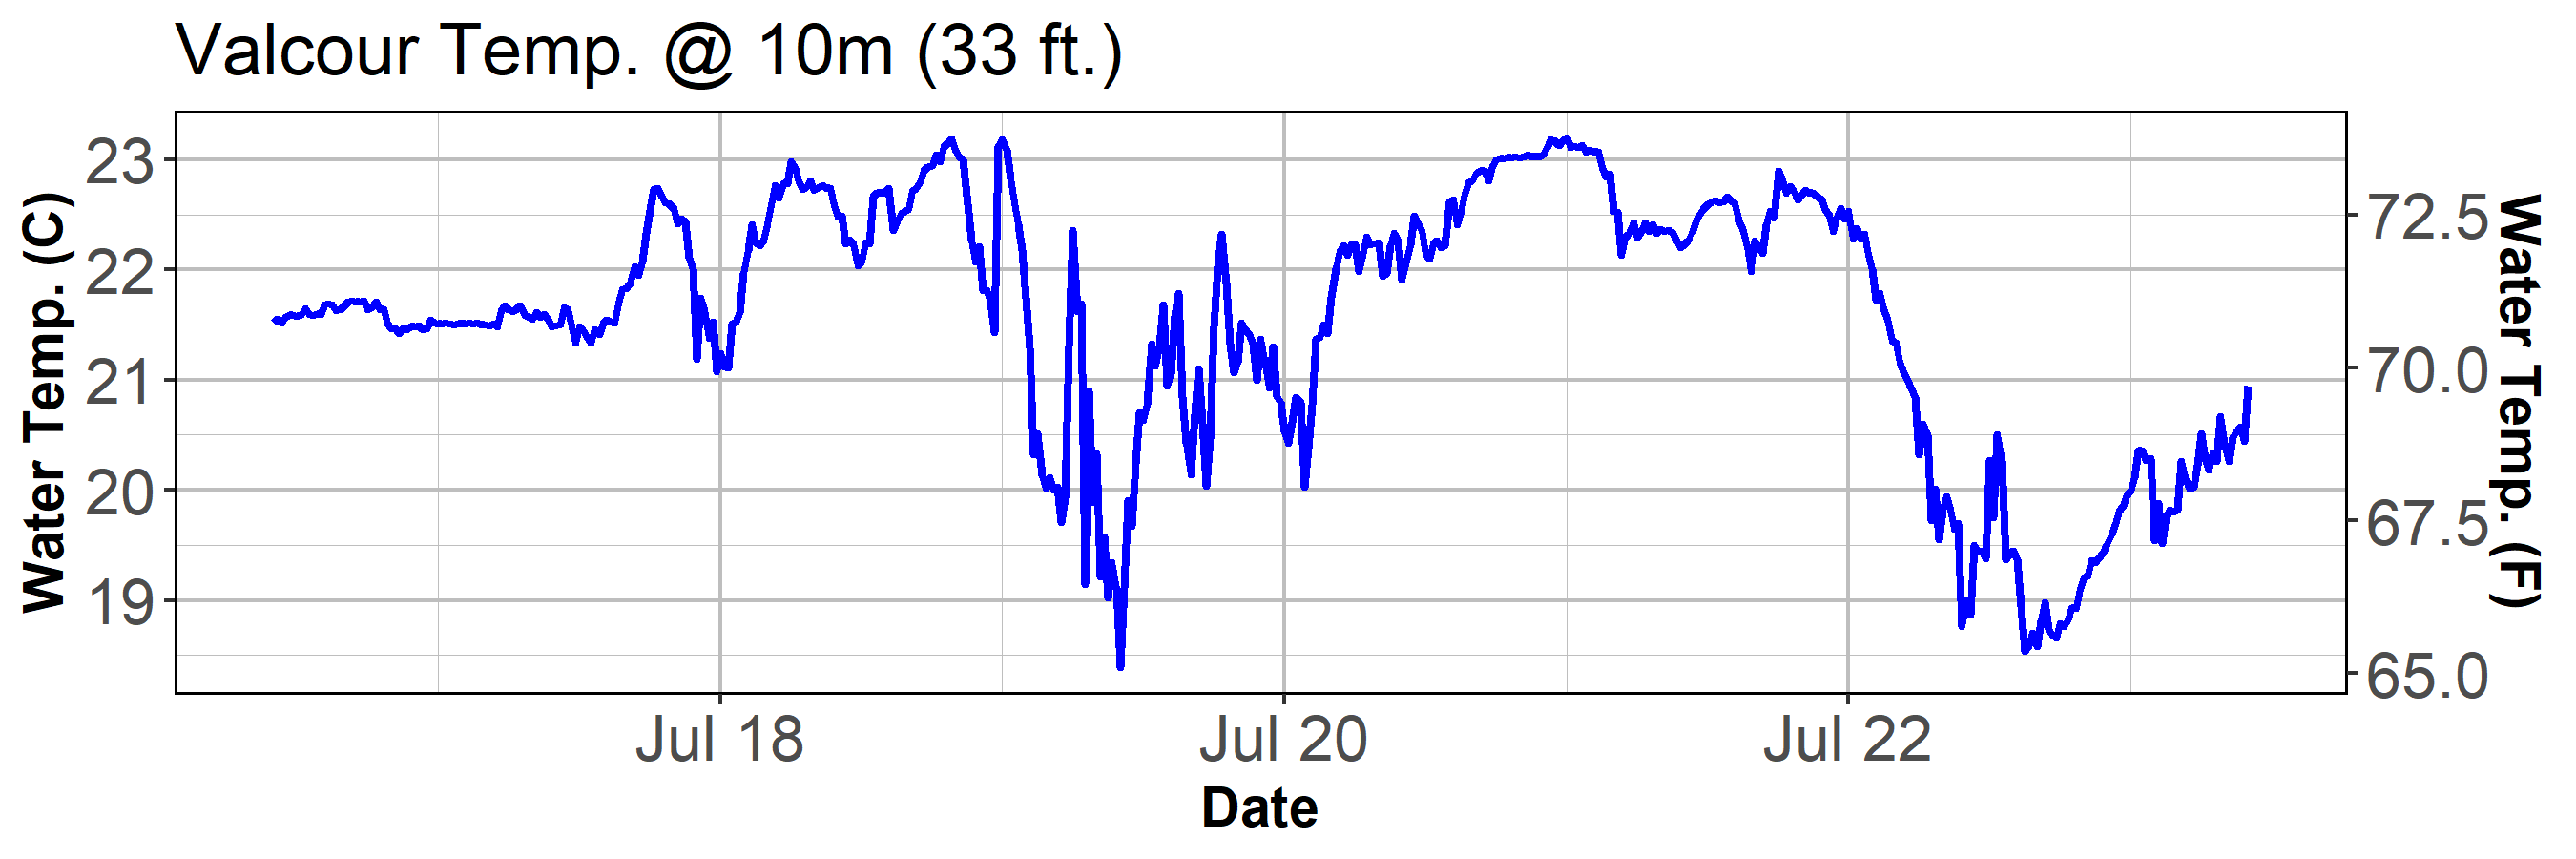 Valcour Temp. @ 10m (33 ft.)
Water Temp. (C)
23
22
21
20
19
72.5
70.0
67.5
65.0
Water Temp. (F)
Jul 18 Jul 20 Jul 22
Date